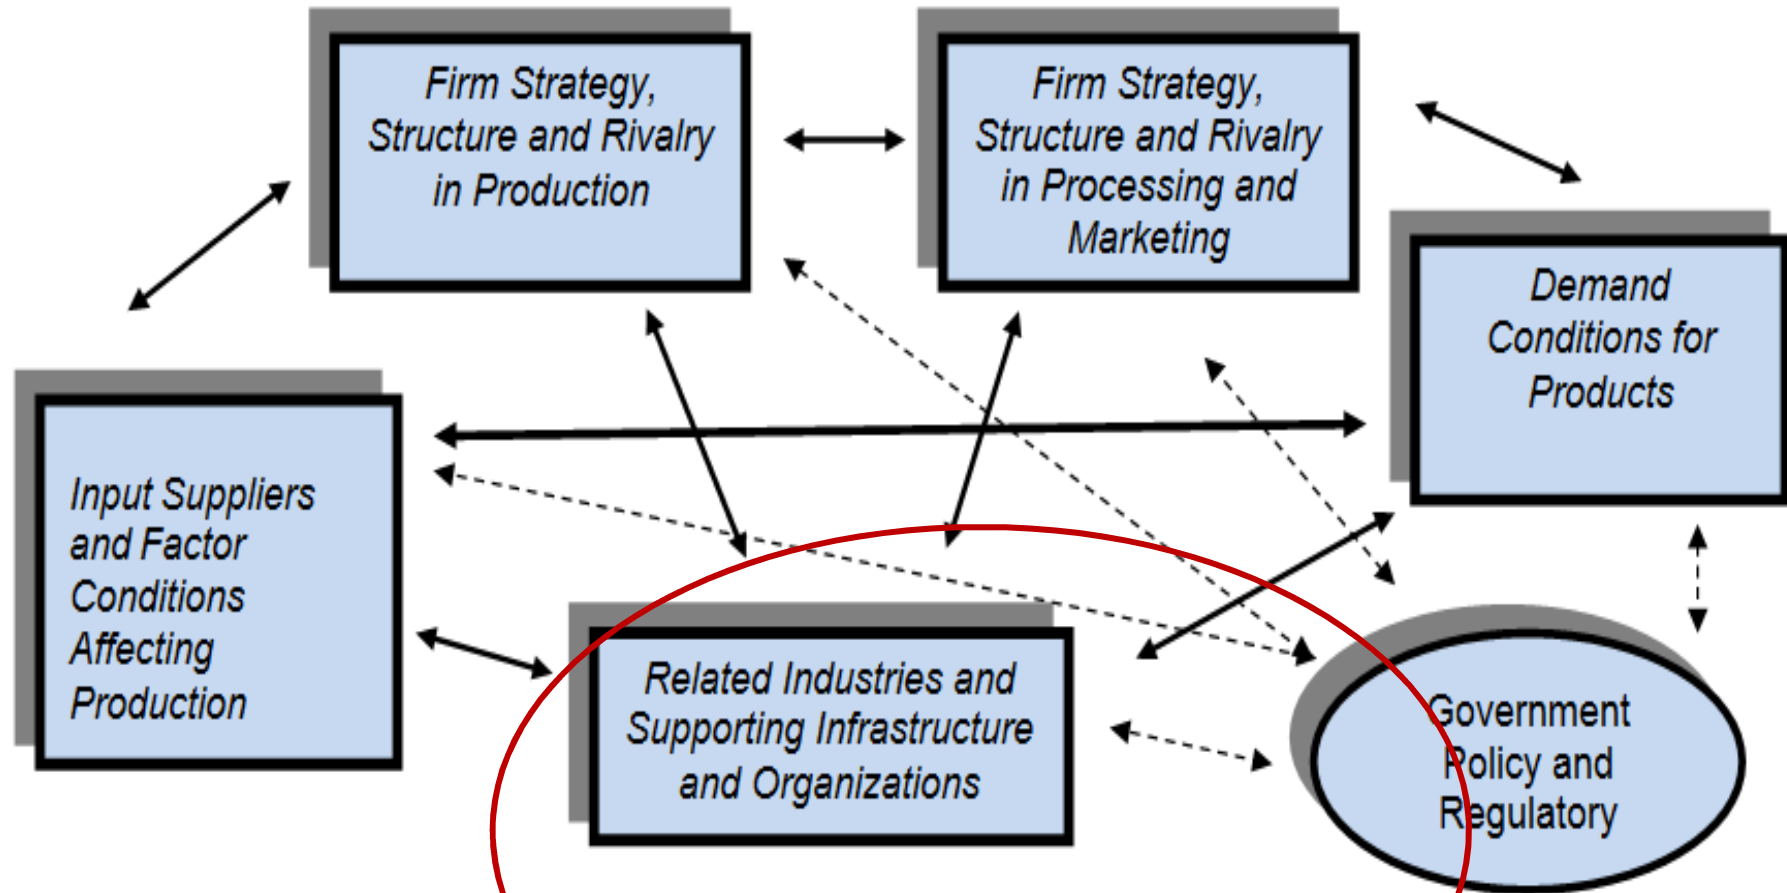 Firm Strategy,
Structure and Rivalry
in Production
Firm Strategy,
Structure and Rivalry
in Processing and
Marketing
Demand
Conditions for
Products
Input Suppliers
and Factor
Conditions
Affecting
Production
Related Industries and
Supporting Infrastructure
and Organizations
Government
Policy and
Regulatory